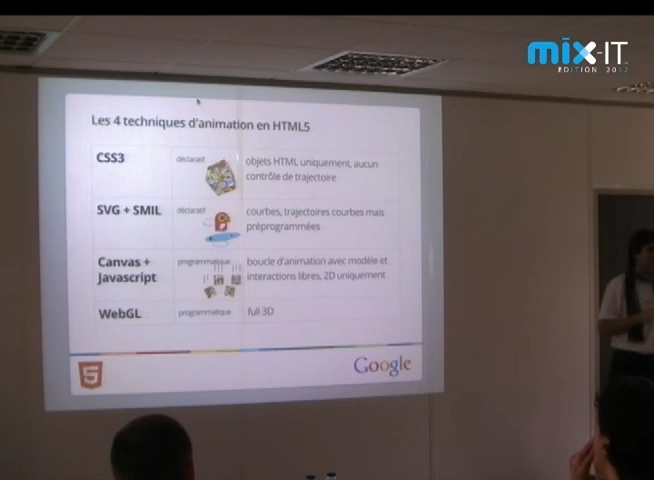 mix-IT
EDITION 2012
Les 4 techniques d'animation en HTML5
CSS3
déclaratif
objets HTML uniquement, aucun
contrôle de trajectoire
SVG + SMIL
déclaratif
courbes, trajectoires courbes mais
préprogrammées
Canvas +
Javascript
programmatique
boucle d'animation avec modèle et
interactions libres, 2D uniquement
WebGL
programmatique
full 3D
5
Google